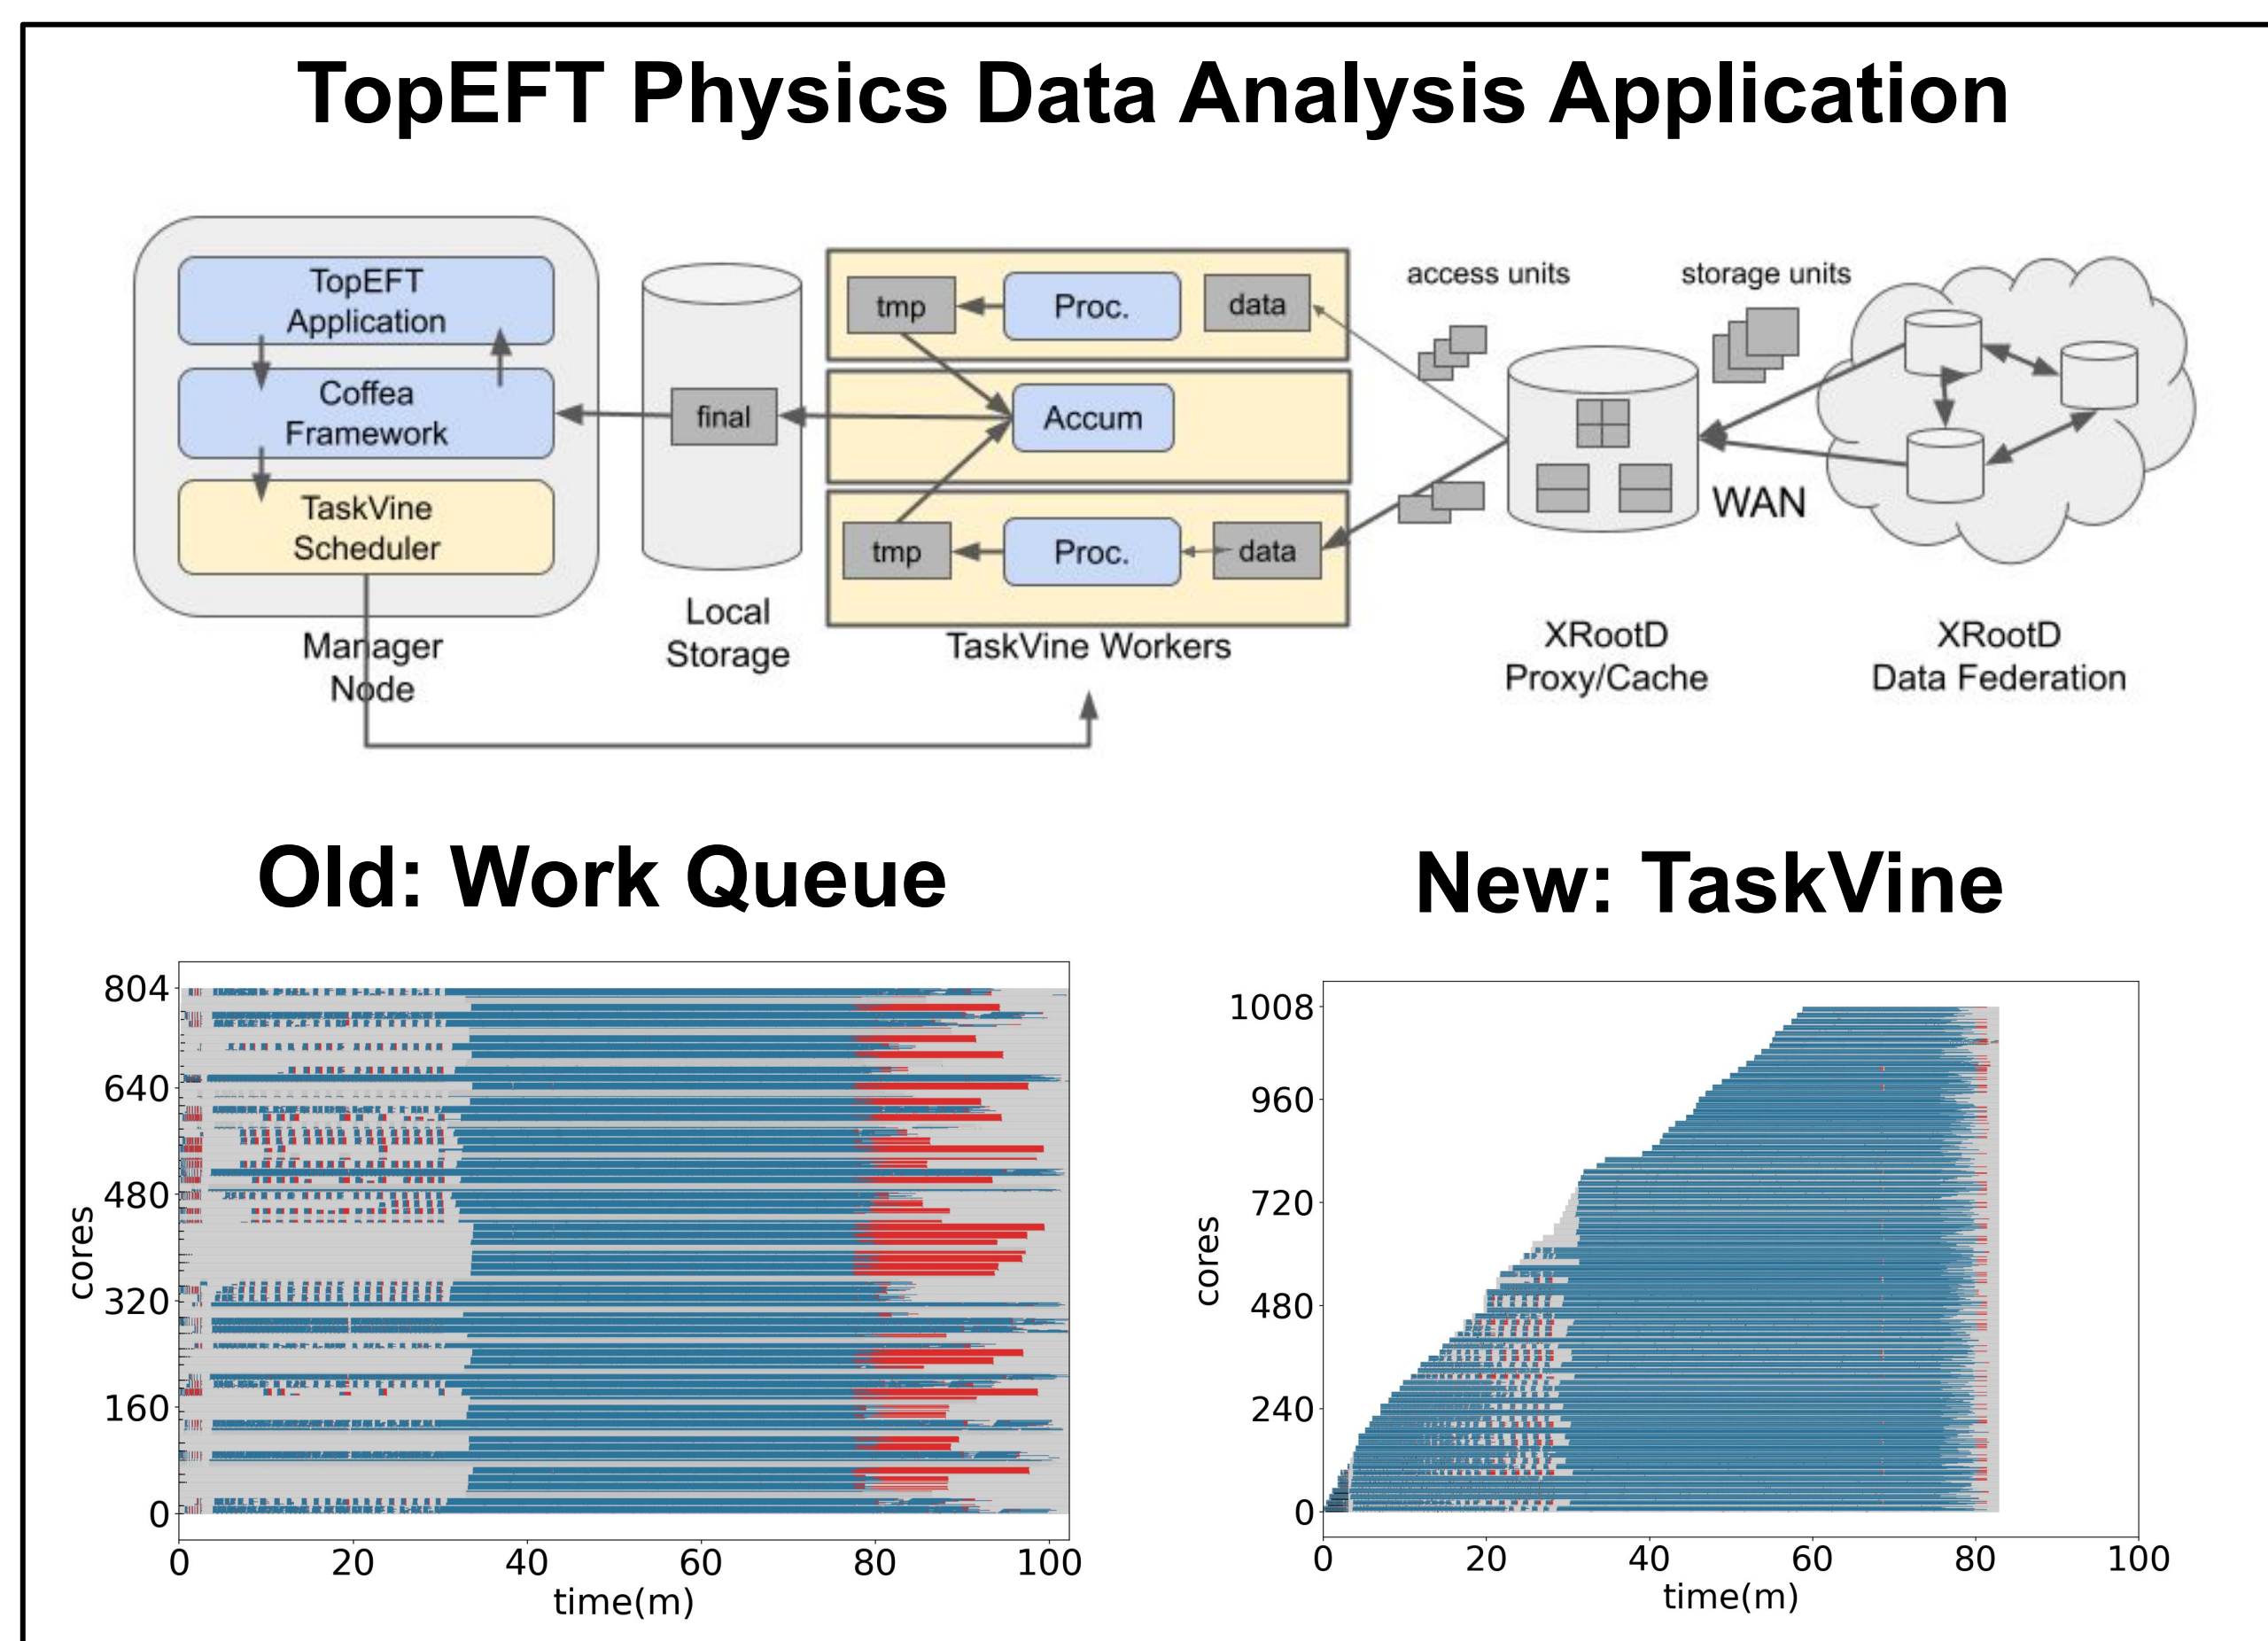 TopEFT Physics Data Analysis Application
TopEFT
Application
Coffea
Framework
TaskVine
Scheduler
Manager
Node
final
Local
Storage
tmp
Proc.
data
Accum
tmp
Proc.
data
TaskVine Workers
access units
storage units
WAN
XRootD
Proxy/Cache
XRootD
Data Federation
Old: Work Queue
804
640
480
320
160
0
cores
0 20 40 60 80 100
time(m)
New: TaskVine
1008
960
720
480
240
0
cores
0 20 40 60 80 100
time(m)